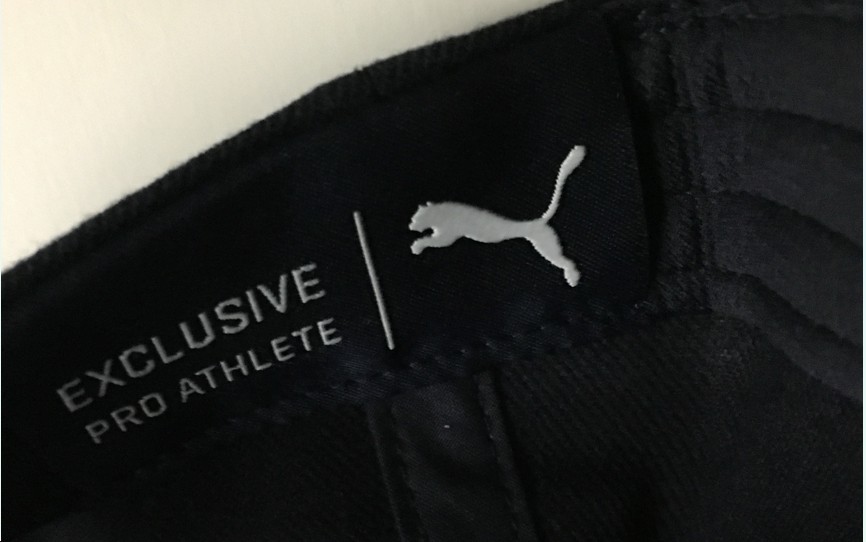 EXCLUSIVE
PRO ATHLETE